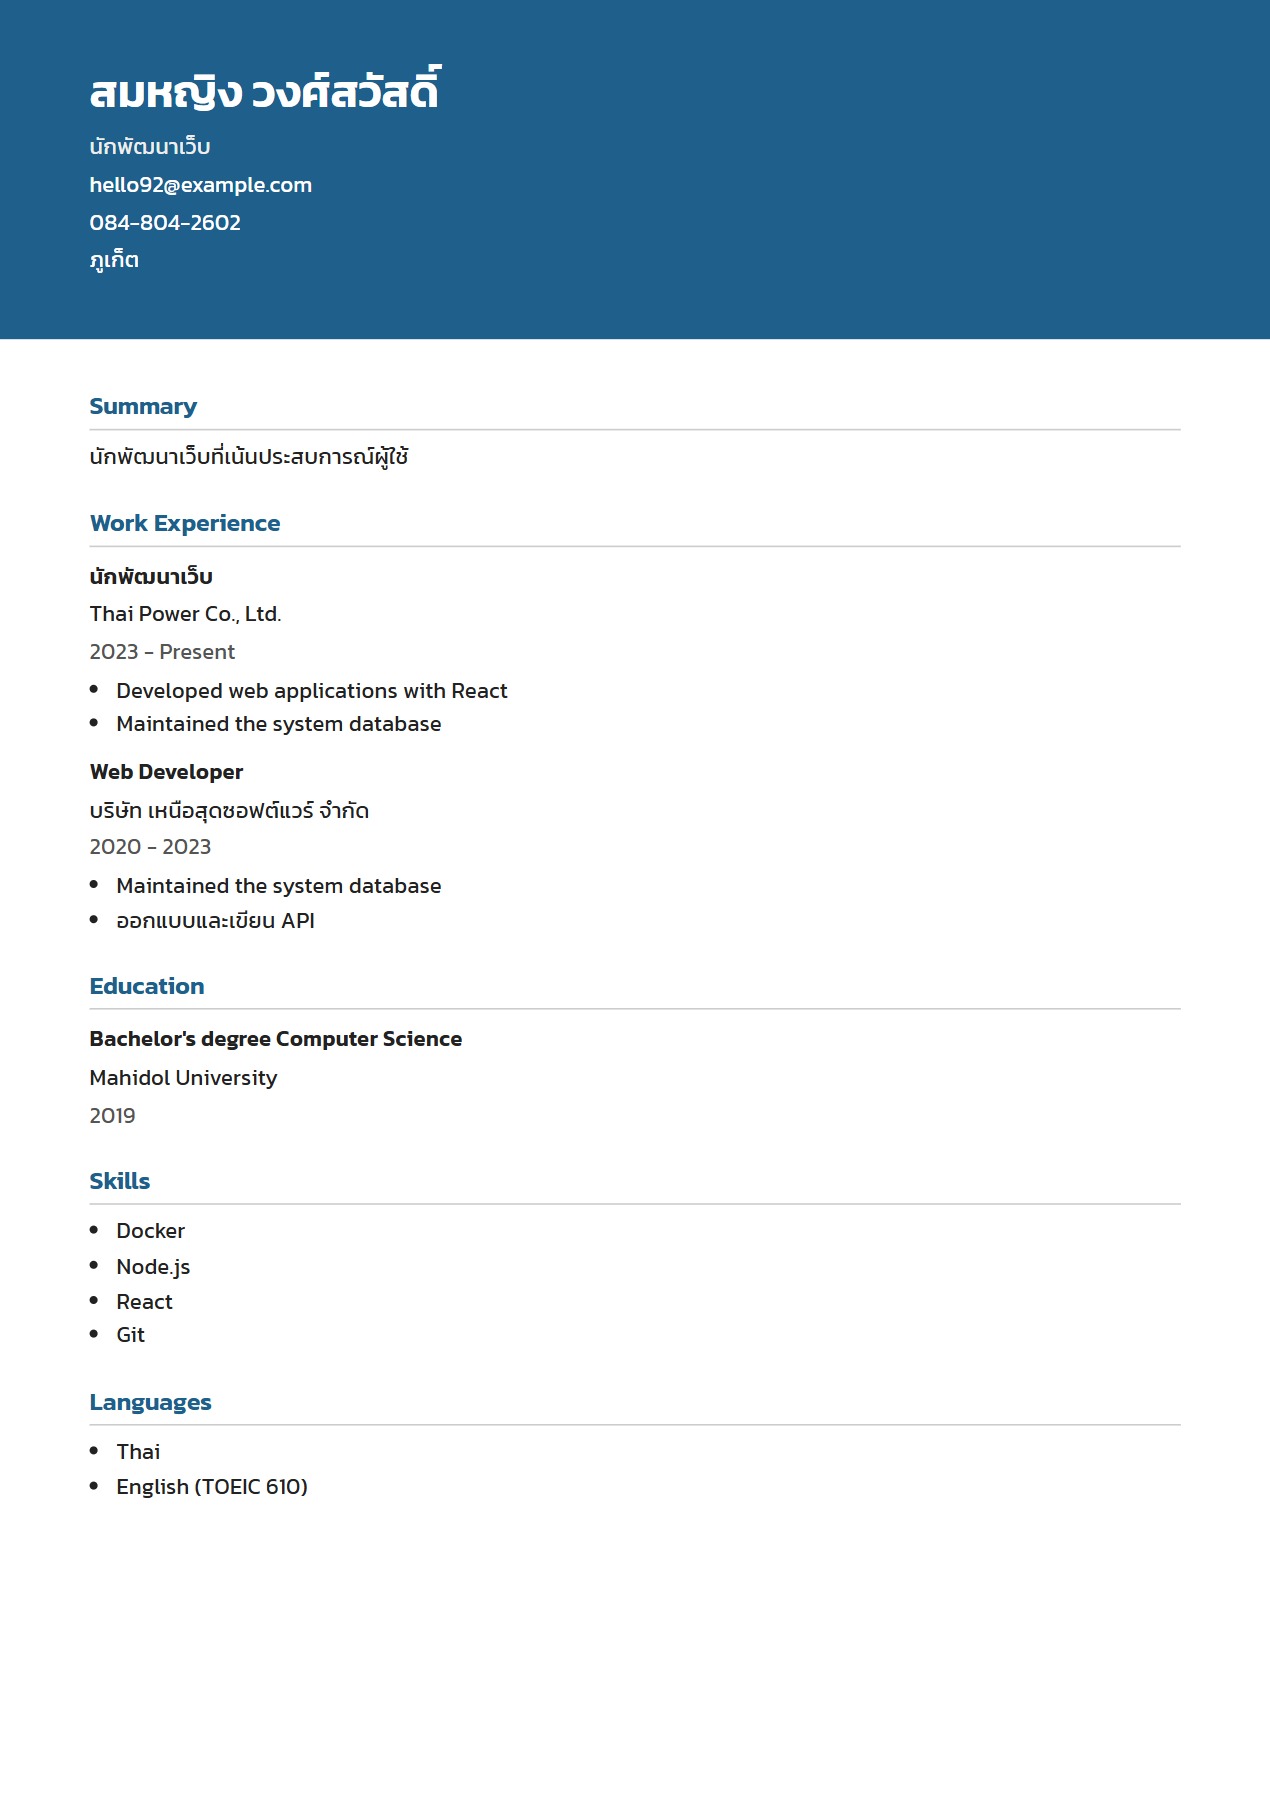 สมหญิง วงศ์สวัสดิ์
นักพัฒนาเว็บ
hello92@example.com
084-804-2602
ภูเก็ต
Summary
นักพัฒนาเว็บที่เน้นประสบการณ์ผู้ใช้
Work Experience
นักพัฒนาเว็บ
Thai Power Co., Ltd.
2023 - Present
• Developed web applications with React
• Maintained the system database
Web Developer
บริษัท เหนือสุดซอฟต์แวร์ จำกัด
2020 - 2023
• Maintained the system database
• ออกแบบและเขียน API
Education
Bachelor's degree Computer Science
Mahidol University
2019
Skills
• Docker
• Node.js
• React
• Git
Languages
• Thai
• English (TOEIC 610)